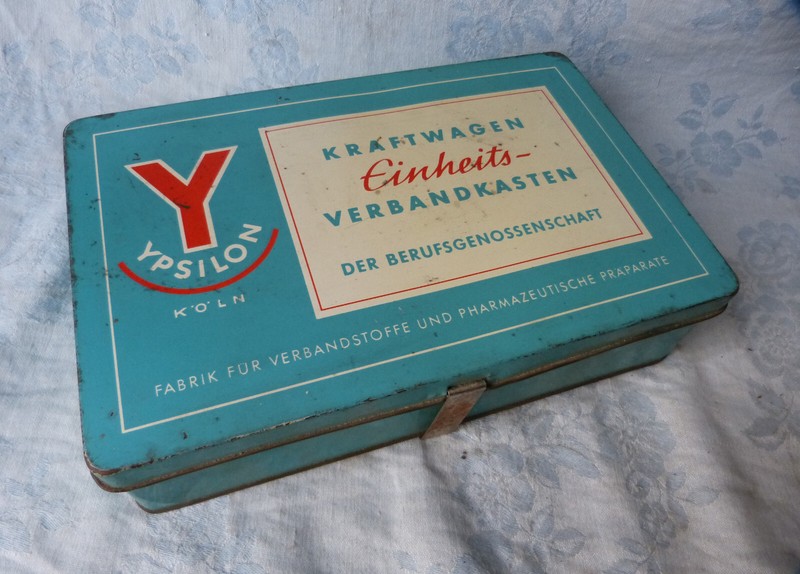 Y
YPSILON
KÖLN
KRAFTWAGEN
Einheits-
VERBANDKASTEN
DER BERUFSGENOSSENSCHAFT
FABRIK FÜR VERBANDSTOFFE UND PHARMAZEUTISCHE PRÄPARATE